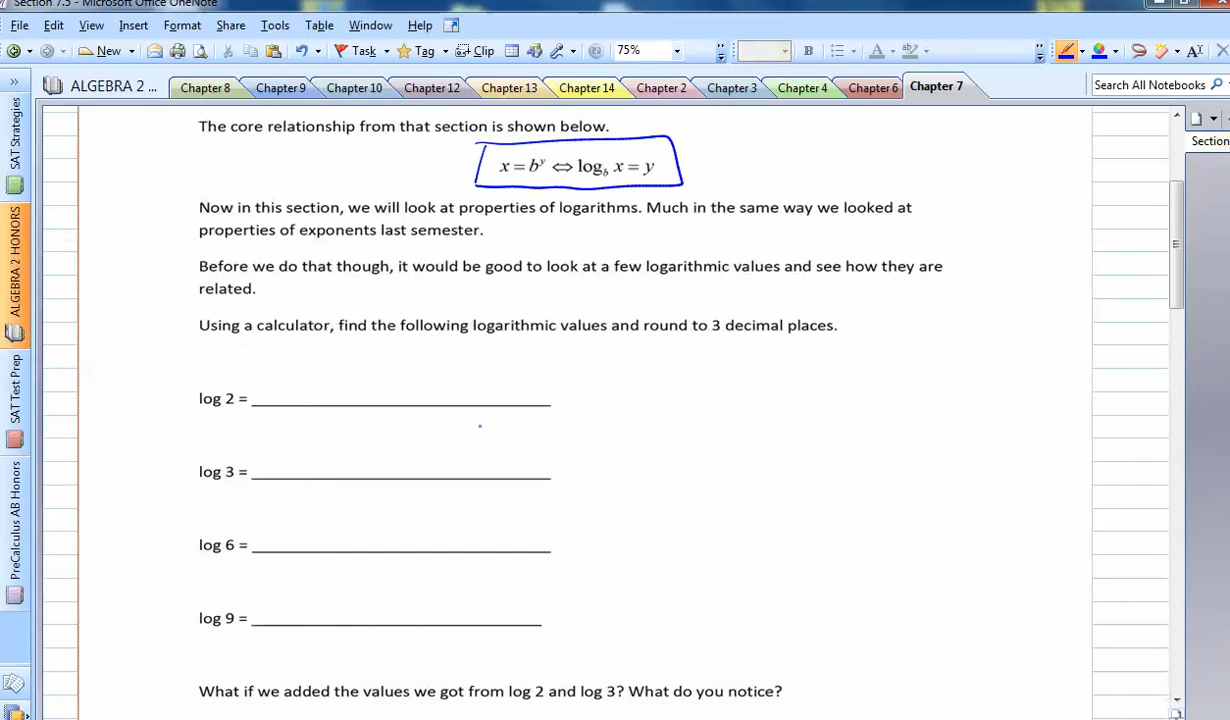 Section 7.5 - Microsoft Office OneNote
File Edit View Insert Format Share Tools Table Window Help
New Task Tag Clip 75% B A
ALGEBRA 2 ... Chapter 8 Chapter 9 Chapter 10 Chapter 12 Chapter 13 Chapter 14 Chapter 2 Chapter 3 Chapter 4 Chapter 6 Chapter 7 Search All Notebooks
Section
SAT Strategies
ALGEBRA 2 HONORS
SAT Test Prep
PreCalculus AB Honors
The core relationship from that section is shown below.
x = b^y ⇔ log_b x = y
Now in this section, we will look at properties of logarithms. Much in the same way we looked at
properties of exponents last semester.
Before we do that though, it would be good to look at a few logarithmic values and see how they are
related.
Using a calculator, find the following logarithmic values and round to 3 decimal places.
log 2 = ______________________________
log 3 = ______________________________
log 6 = ______________________________
log 9 = _____________________________
What if we added the values we got from log 2 and log 3? What do you notice?